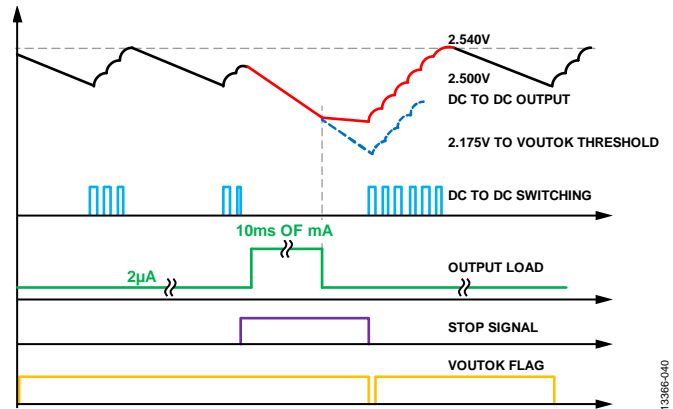 2.540V
2.500V
DC TO DC OUTPUT
2.175V TO VOUTOK THRESHOLD
DC TO DC SWITCHING
10ms OF mA
2µA
OUTPUT LOAD
STOP SIGNAL
VOUTOK FLAG
13366-040